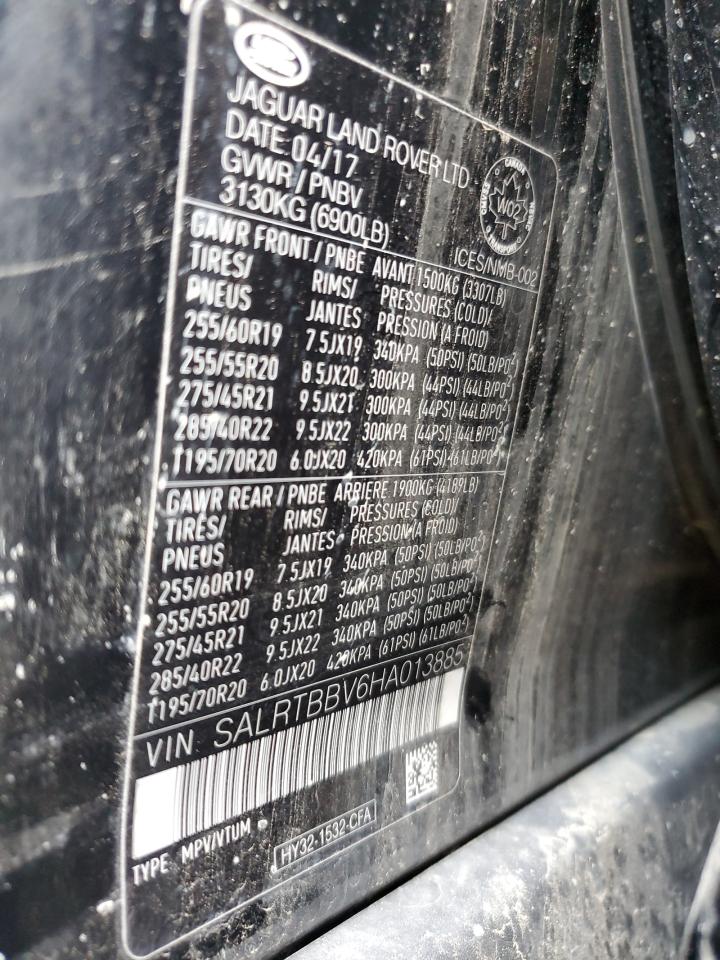 JAGUAR LAND ROVER LTD
DATE: 04/17
GVWR / PNBV
3130KG (6900LB)
CANADA
CMVSS NSVAC
W02
TRANSPORT
ICES/NMB-002
GAWR FRONT / PNBE AVANT 1500KG (3307LB)
TIRES/ RIMS/ PRESSURES (COLD)/
PNEUS JANTES PRESSION (A FROID)
255/60R19 7.5JX19 340KPA (50PSI) (50LB/PO²)
255/55R20 8.5JX20 300KPA (44PSI) (44LB/PO²)
275/45R21 9.5JX21 300KPA (44PSI) (44LB/PO²)
285/40R22 9.5JX22 300KPA (44PSI) (44LB/PO²)
T195/70R20 6.0JX20 420KPA (61PSI) (61LB/PO²)
GAWR REAR / PNBE ARRIERE 1900KG (4189LB)
TIRES/ RIMS/ PRESSURES (COLD)/
PNEUS JANTES PRESSION (A FROID)
255/60R19 7.5JX19 340KPA (50PSI) (50LB/PO²)
255/55R20 8.5JX20 340KPA (50PSI) (50LB/PO²)
275/45R21 9.5JX21 340KPA (50PSI) (50LB/PO²)
285/40R22 9.5JX22 340KPA (50PSI) (50LB/PO²)
T195/70R20 6.0JX20 420KPA (61PSI) (61LB/PO²)
VIN: SALRTBBV6HA013885
TYPE MPV/VTUM
HY32-1532-CFA